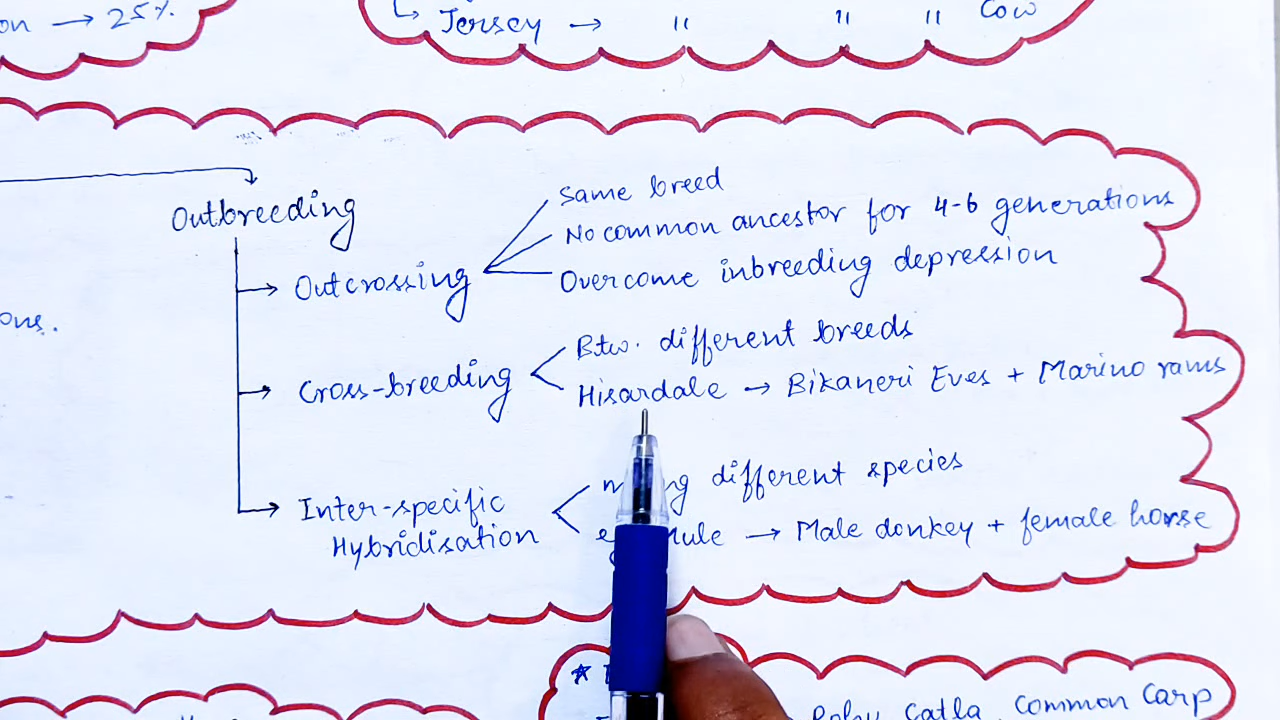 on → 25%
↳ Jersey → " " " Cow
Outbreeding
→ Outcrossing
Same breed
No common ancestor for 4-6 generations
Overcome inbreeding depression
ons.
→ Cross-breeding
Btw. different breeds
Hisardale → Bikaneri Eves + Marino rams
→ Inter-specific
Hybridisation
different species
Mule → Male donkey + female horse
Rohu, Catla, Common Carp